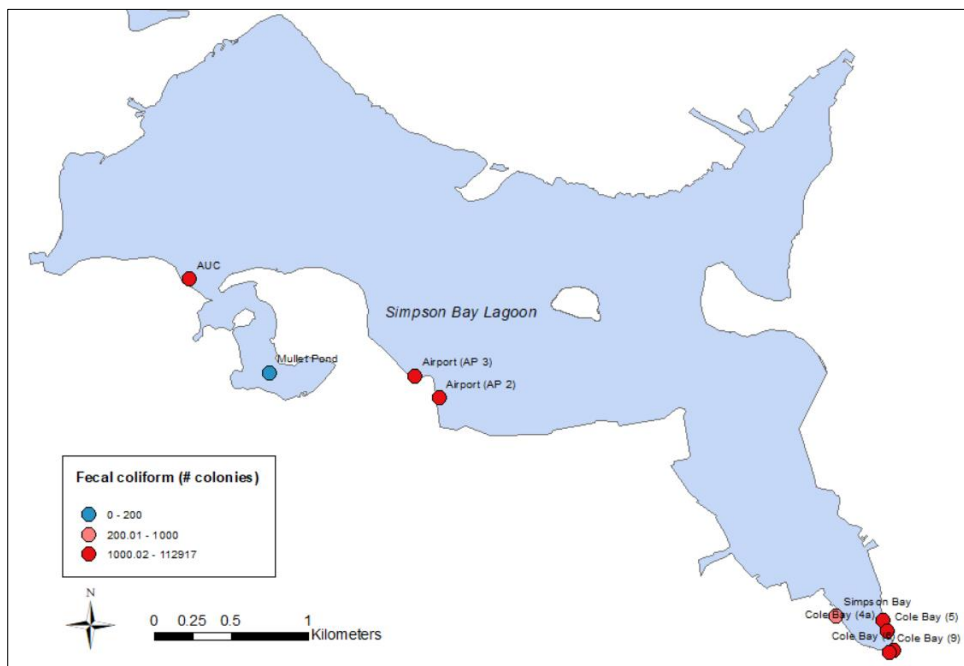 AUC
Simpson Bay Lagoon
Mullet Pond
Airport (AP 3)
Airport (AP 2)
Fecal coliform (# colonies)
0 - 200
200.01 - 1000
1000.02 - 112917
N
0 0.25 0.5 1
Kilometers
Simpson Bay
Cole Bay (4a)
Cole Bay (5)
Cole Bay
Cole Bay (9)